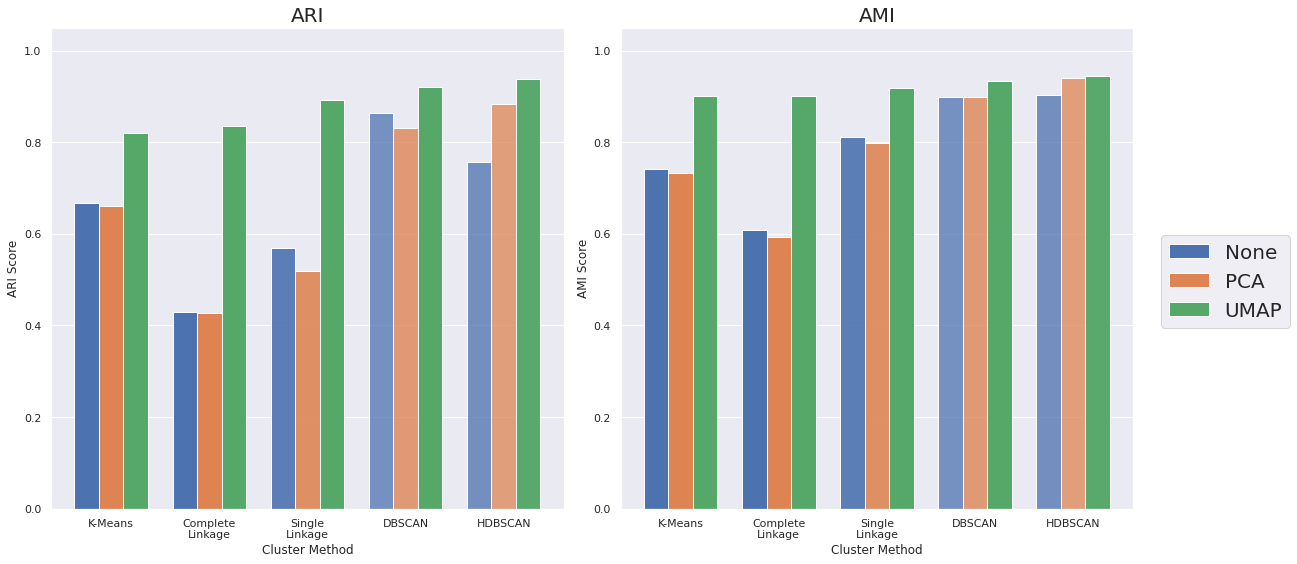 ARI
1.0
0.8
0.6
0.4
0.2
0.0
ARI Score
K-Means
Complete
Linkage
Single
Linkage
DBSCAN
HDBSCAN
Cluster Method
AMI
1.0
0.8
0.6
0.4
0.2
0.0
AMI Score
K-Means
Complete
Linkage
Single
Linkage
DBSCAN
HDBSCAN
Cluster Method
None
PCA
UMAP